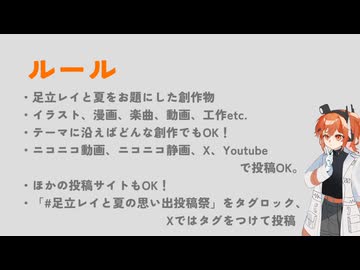 ルール
・足立レイと夏をお題にした創作物
・イラスト、漫画、楽曲、動画、工作etc.
・テーマに沿えばどんな創作でもOK！
・ニコニコ動画、ニコニコ静画、X、Youtube
で投稿OK。
・ほかの投稿サイトもOK！
・「#足立レイと夏の思い出投稿祭」をタグロック、
Xではタグをつけて投稿